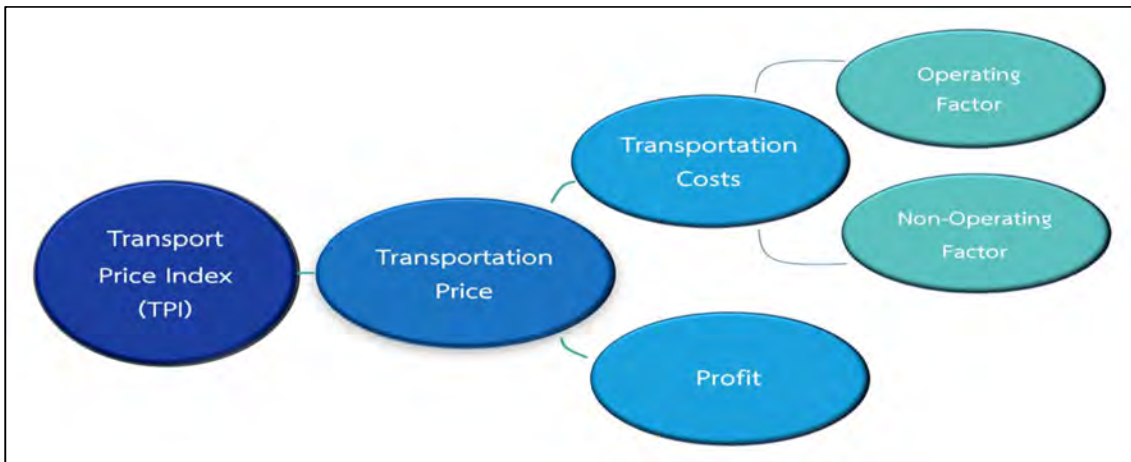 Transport
Price Index
(TPI)
Transportation
Price
Transportation
Costs
Operating
Factor
Non-Operating
Factor
Profit